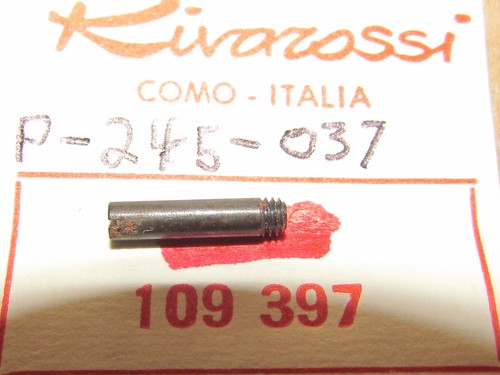 Rivarossi
COMO - ITALIA
P-245-037
109 397